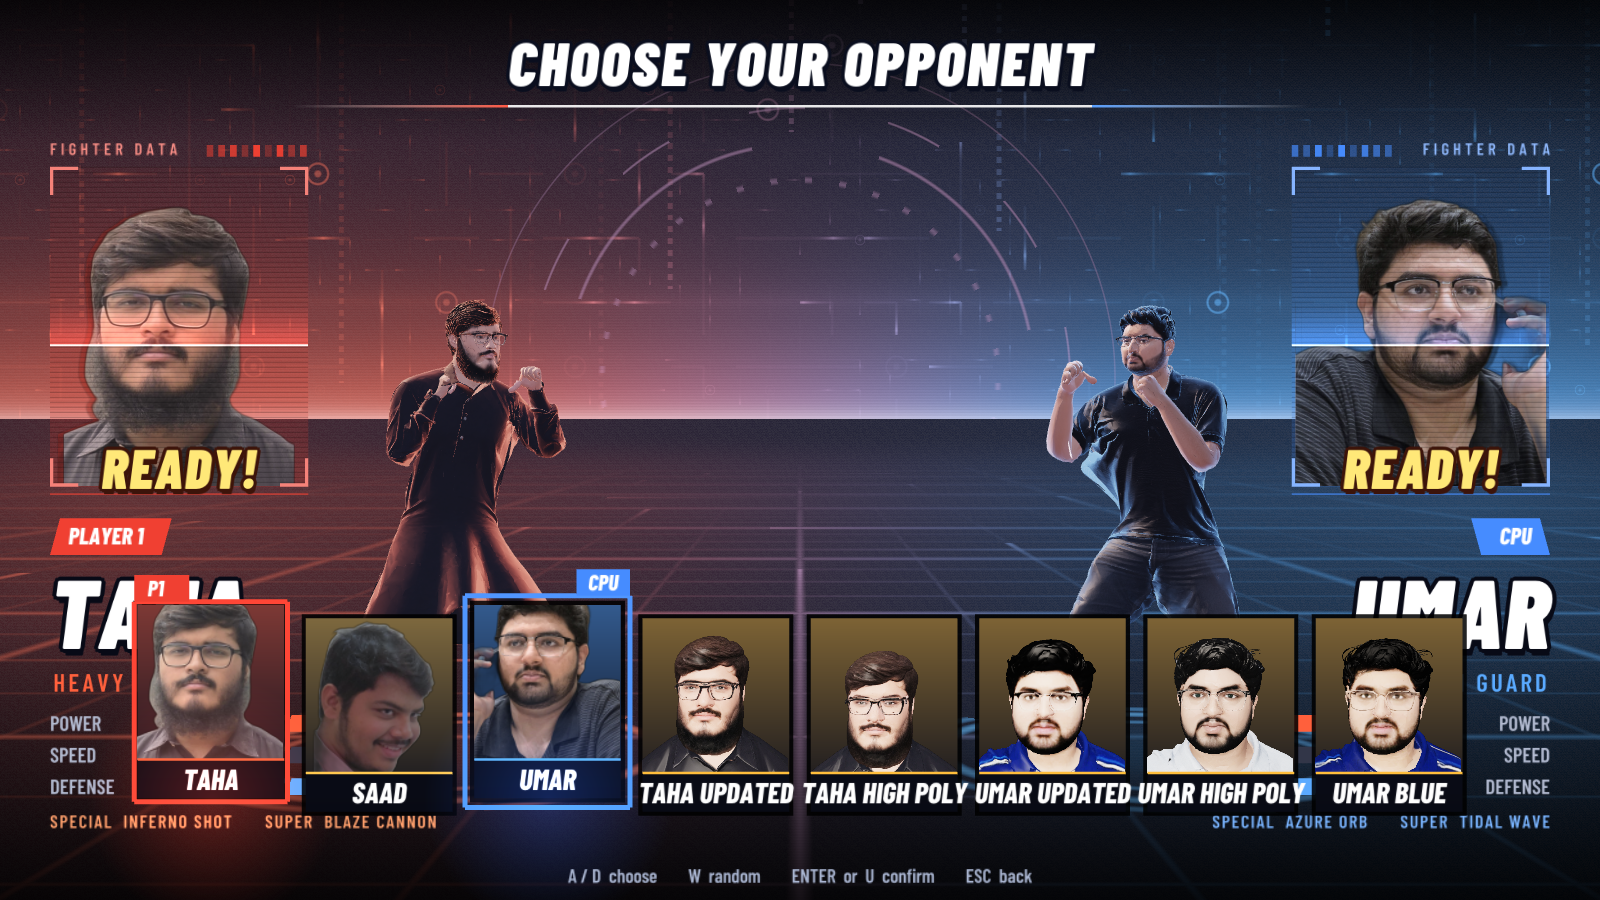 CHOOSE YOUR OPPONENT
FIGHTER DATA
FIGHTER DATA
READY!
READY!
PLAYER 1
CPU
P1
CPU
UMAR
HEAVY
GUARD
POWER
SPEED
DEFENSE
POWER
SPEED
DEFENSE
TAHA
SAAD
UMAR
TAHA UPDATED
TAHA HIGH POLY
UMAR UPDATED
UMAR HIGH POLY
UMAR BLUE
SPECIAL INFERNO SHOT SUPER BLAZE CANNON
SPECIAL AZURE ORB SUPER TIDAL WAVE
A / D choose W random ENTER or U confirm ESC back